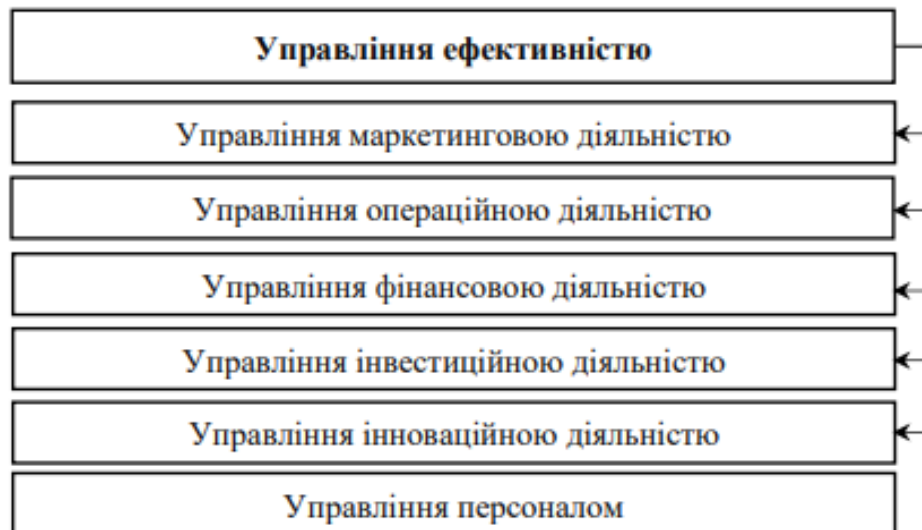 Управління ефективністю
Управління маркетинговою діяльністю
Управління операційною діяльністю
Управління фінансовою діяльністю
Управління інвестиційною діяльністю
Управління інноваційною діяльністю
Управління персоналом